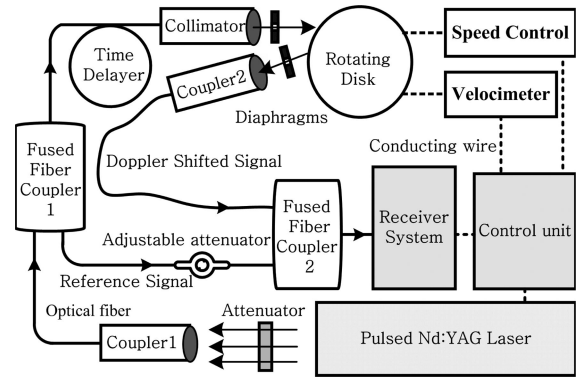 Collimator
Time
Delayer
Rotating
Disk
Speed Control
Coupler2
Velocimeter
Diaphragms
Conducting wire
Fused
Fiber
Coupler
1
Doppler Shifted Signal
Fused
Fiber
Coupler
2
Receiver
System
Control unit
Adjustable attenuator
Reference Signal
Optical fiber
Attenuator
Coupler1
Pulsed Nd:YAG Laser